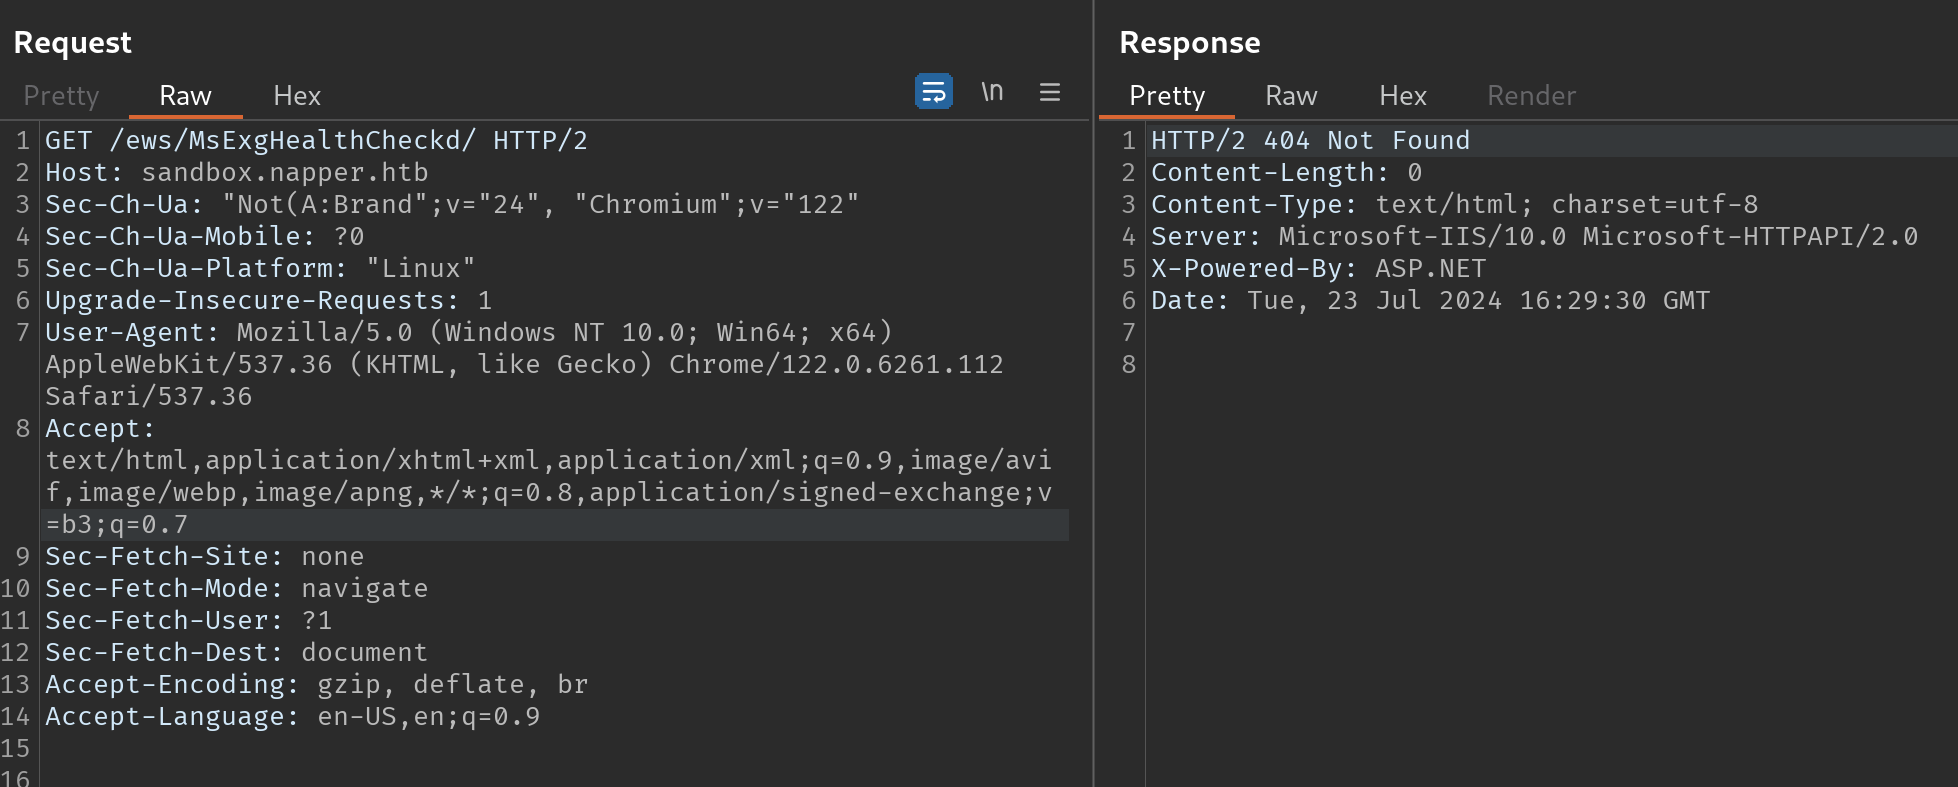 Request
Pretty Raw Hex \n
1 GET /ews/MsExgHealthCheckd/ HTTP/2
2 Host: sandbox.napper.htb
3 Sec-Ch-Ua: "Not(A:Brand";v="24", "Chromium";v="122"
4 Sec-Ch-Ua-Mobile: ?0
5 Sec-Ch-Ua-Platform: "Linux"
6 Upgrade-Insecure-Requests: 1
7 User-Agent: Mozilla/5.0 (Windows NT 10.0; Win64; x64)
AppleWebKit/537.36 (KHTML, like Gecko) Chrome/122.0.6261.112
Safari/537.36
8 Accept:
text/html,application/xhtml+xml,application/xml;q=0.9,image/avi
f,image/webp,image/apng,*/*;q=0.8,application/signed-exchange;v
=b3;q=0.7
9 Sec-Fetch-Site: none
10 Sec-Fetch-Mode: navigate
11 Sec-Fetch-User: ?1
12 Sec-Fetch-Dest: document
13 Accept-Encoding: gzip, deflate, br
14 Accept-Language: en-US,en;q=0.9
15
16
Response
Pretty Raw Hex Render
1 HTTP/2 404 Not Found
2 Content-Length: 0
3 Content-Type: text/html; charset=utf-8
4 Server: Microsoft-IIS/10.0 Microsoft-HTTPAPI/2.0
5 X-Powered-By: ASP.NET
6 Date: Tue, 23 Jul 2024 16:29:30 GMT
7
8